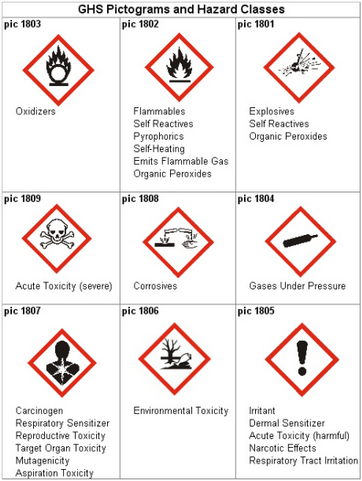 GHS Pictograms and Hazard Classes
pic 1803
Oxidizers
pic 1802
Flammables
Self Reactives
Pyrophorics
Self-Heating
Emits Flammable Gas
Organic Peroxides
pic 1801
Explosives
Self Reactives
Organic Peroxides
pic 1809
Acute Toxicity (severe)
pic 1808
Corrosives
pic 1804
Gases Under Pressure
pic 1807
Carcinogen
Respiratory Sensitizer
Reproductive Toxicity
Target Organ Toxicity
Mutagenicity
Aspiration Toxicity
pic 1806
Environmental Toxicity
pic 1805
Irritant
Dermal Sensitizer
Acute Toxicity (harmful)
Narcotic Effects
Respiratory Tract Irritation